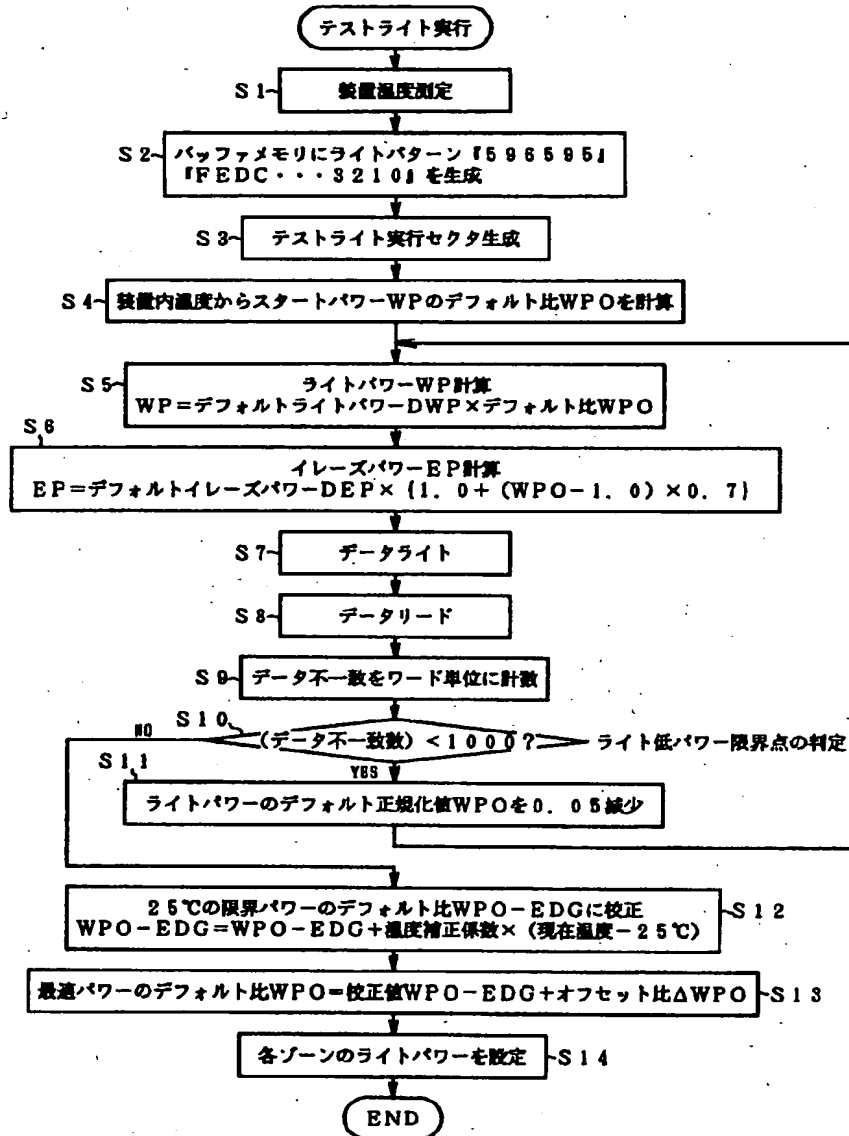 テストライト実行
S1
装置温度測定
S2
バッファメモリにライトパターン『596595』
『FEDC・・・3210』を生成
S3
テストライト実行セクタ生成
S4
装置内温度からスタートパワーWPのデフォルト比WPOを計算
S5
ライトパワーWP計算
WP=デフォルトライトパワーDWP×デフォルト比WPO
S6
イレーズパワーEP計算
EP=デフォルトイレーズパワーDEP×{1.0+(WPO-1.0)×0.7}
S7
データライト
S8
データリード
S9
データ不一致をワード単位に計数
S10
NO
(データ不一致数)<1000?
ライト低パワー限界点の判定
YES
S11
ライトパワーのデフォルト正規化値WPOを0.05減少
25℃の限界パワーのデフォルト比WPO-EDGに校正
WPO-EDG=WPO-EDG+温度補正係数×(現在温度-25℃)
S12
最適パワーのデフォルト比WPO=校正値WPO-EDG+オフセット比ΔWPO
S13
各ゾーンのライトパワーを設定
S14
END